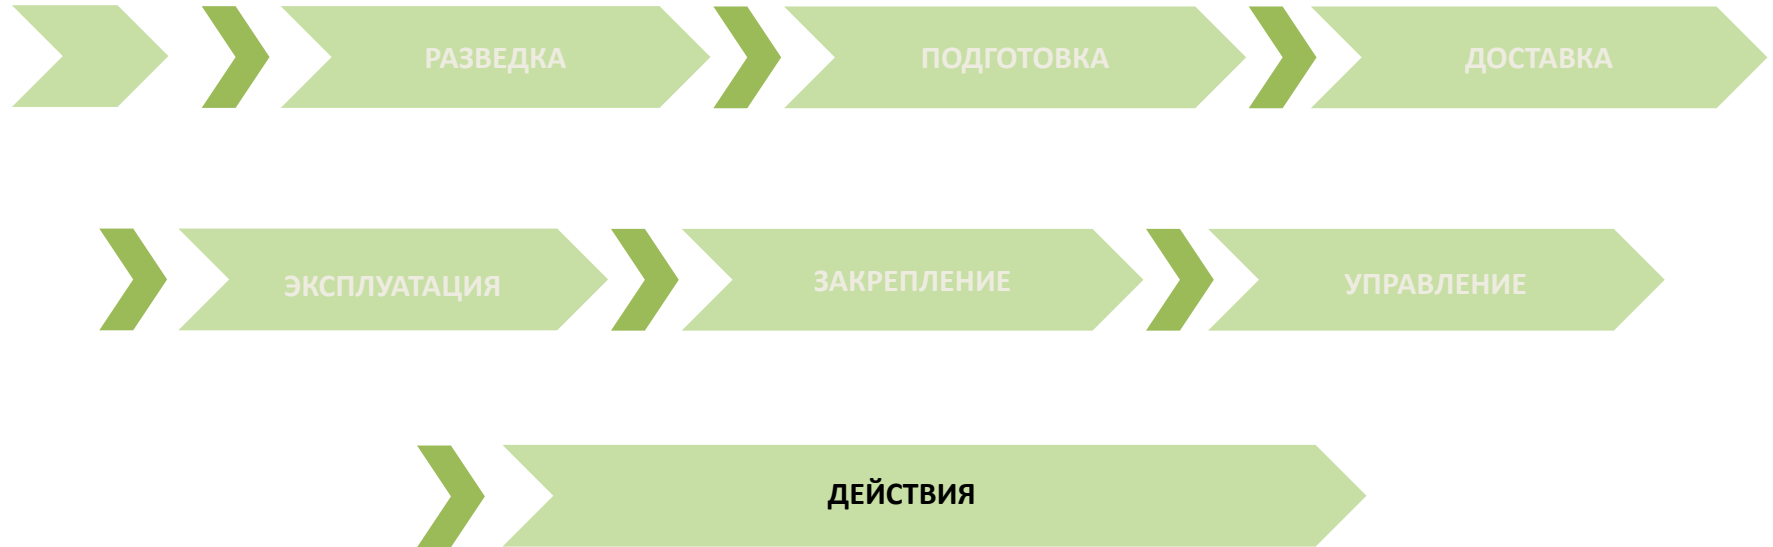 РАЗВЕДКА
ПОДГОТОВКА
ДОСТАВКА
ЭКСПЛУАТАЦИЯ
ЗАКРЕПЛЕНИЕ
УПРАВЛЕНИЕ
ДЕЙСТВИЯ